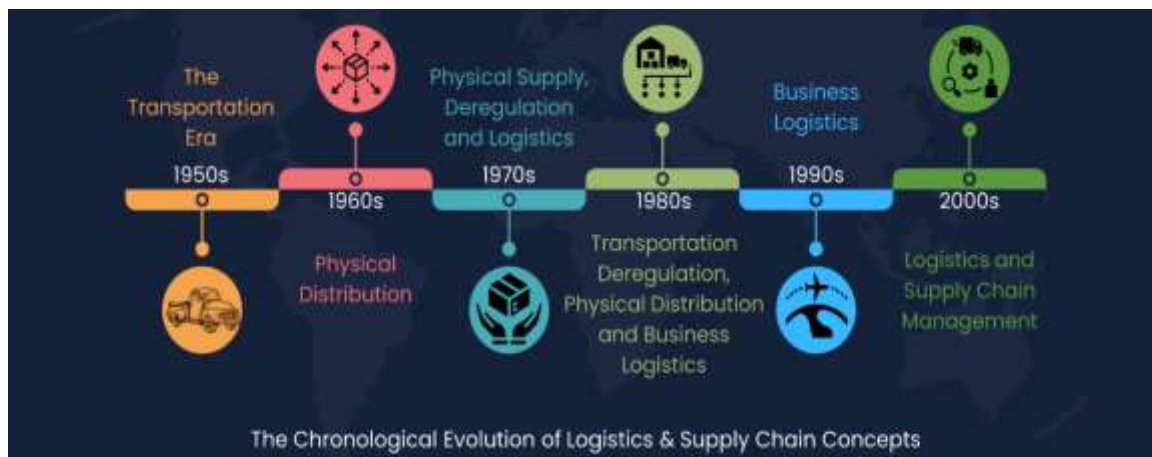 The
Transportation
Era
1950s
1960s
Physical
Distribution
Physical Supply,
Deregulation
and Logistics
1970s
1980s
Transportation
Deregulation,
Physical Distribution
and Business
Logistics
Business
Logistics
1990s
2000s
Logistics and
Supply Chain
Management
The Chronological Evolution of Logistics & Supply Chain Concepts